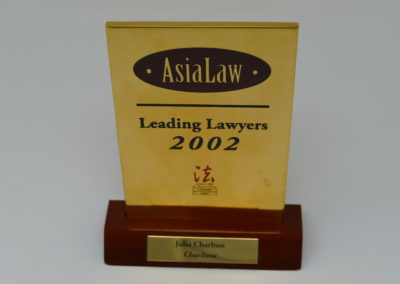 · AsiaLaw ·
Leading Lawyers
2002
法
Julia Charlton
Charltons